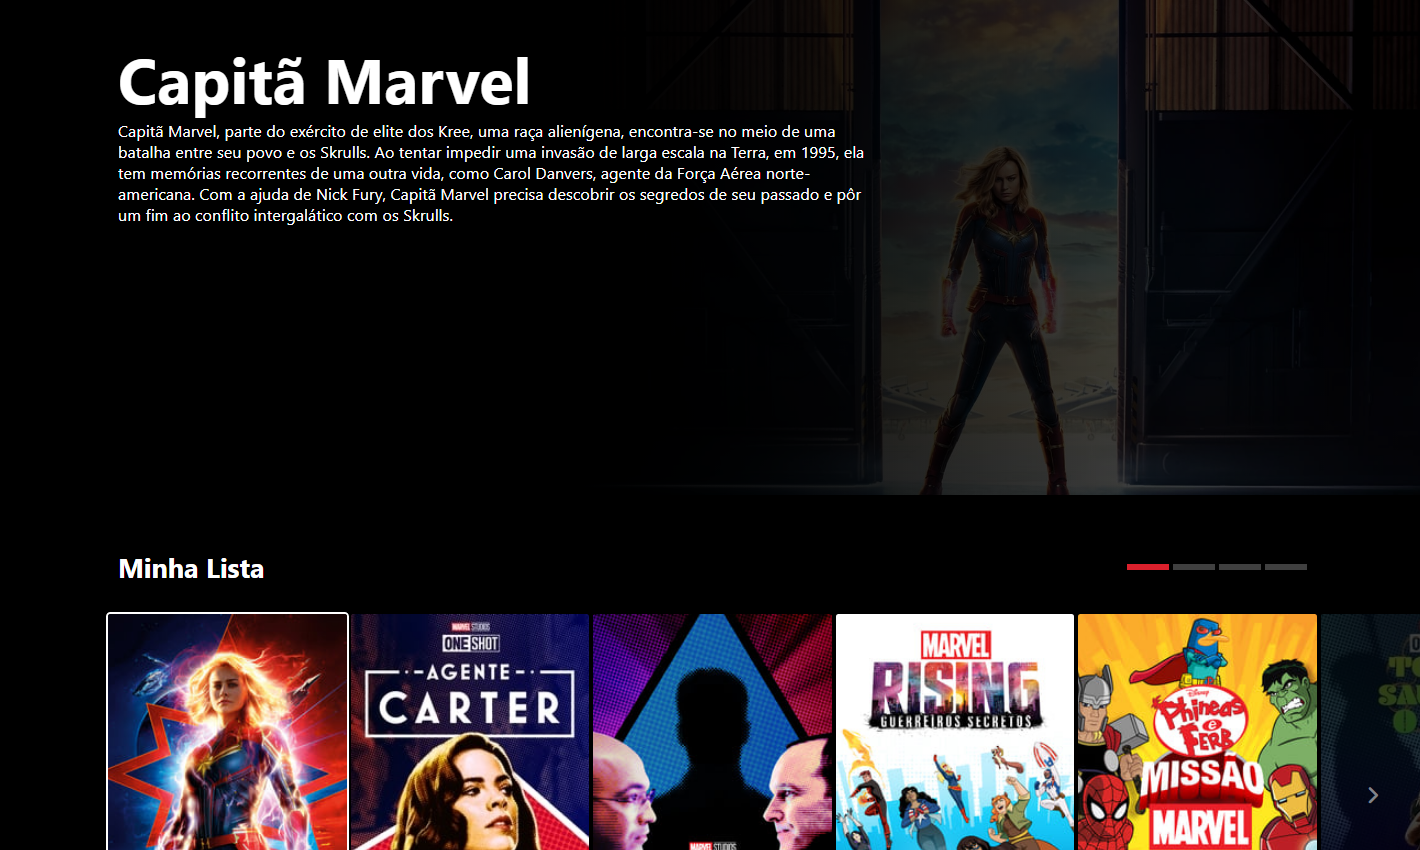 Capitã Marvel
Capitã Marvel, parte do exército de elite dos Kree, uma raça alienígena, encontra-se no meio de uma
batalha entre seu povo e os Skrulls. Ao tentar impedir uma invasão de larga escala na Terra, em 1995, ela
tem memórias recorrentes de uma outra vida, como Carol Danvers, agente da Força Aérea norte-
americana. Com a ajuda de Nick Fury, Capitã Marvel precisa descobrir os segredos de seu passado e pôr
um fim ao conflito intergalático com os Skrulls.
Minha Lista
MARVEL STUDIOS
ONE SHOT
AGENTE
CARTER
MARVEL STUDIOS
MARVEL
RISING
GUERREIROS SECRETOS
Disney
Phineas
e
FERB
MISSÃO
MARVEL